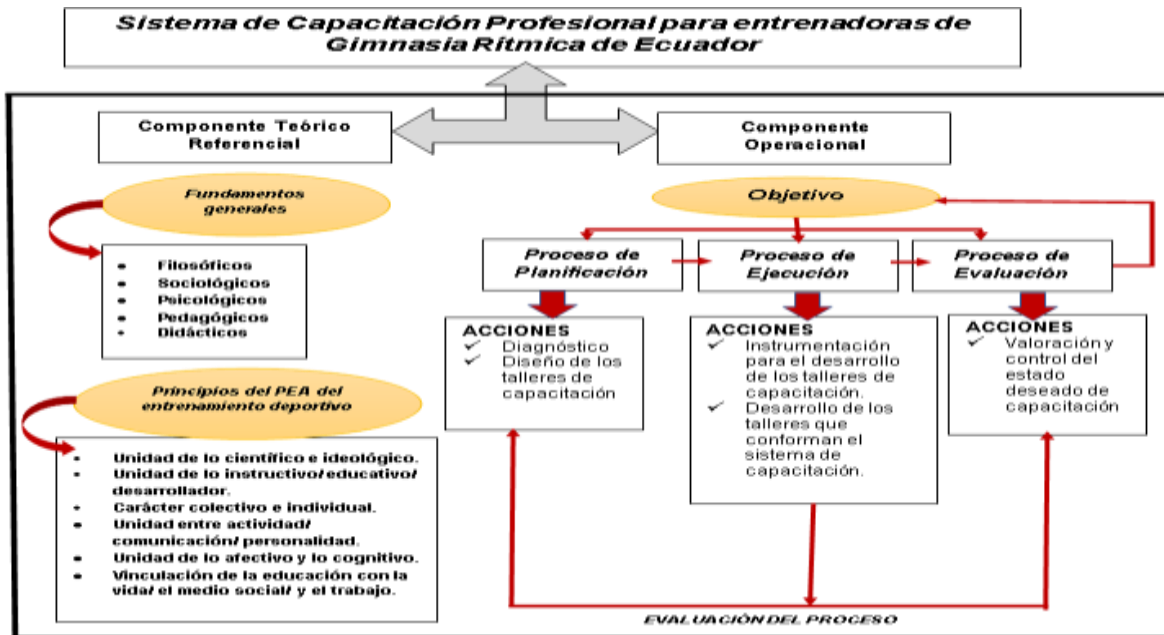 Sistema de Capacitación Profesional para entrenadoras de
Gimnasia Rítmica de Ecuador
Componente Teórico
Referencial
Componente
Operacional
Fundamentos
generales
Filosóficos
Sociológicos
Psicológicos
Pedagógicos
Didácticos
Principios del PEA del
entrenamiento deportivo
Unidad de lo científico e ideológico.
Unidad de lo instructivo/ educativo/
desarrollador.
Carácter colectivo e individual.
Unidad entre actividad/
comunicación/ personalidad.
Unidad de lo afectivo y lo cognitivo.
Vinculación de la educación con la
vida/ el medio social/ y el trabajo.
Objetivo
Proceso de
Planificación
Proceso de
Ejecución
Proceso de
Evaluación
ACCIONES
Diagnóstico
Diseño de los
talleres de
capacitación
ACCIONES
Instrumentación
para el desarrollo
de los talleres de
capacitación.
Desarrollo de los
talleres que
conforman el
sistema de
capacitación.
ACCIONES
Valoración y
control del
estado
deseado de
capacitación
EVALUACIÓN DEL PROCESO